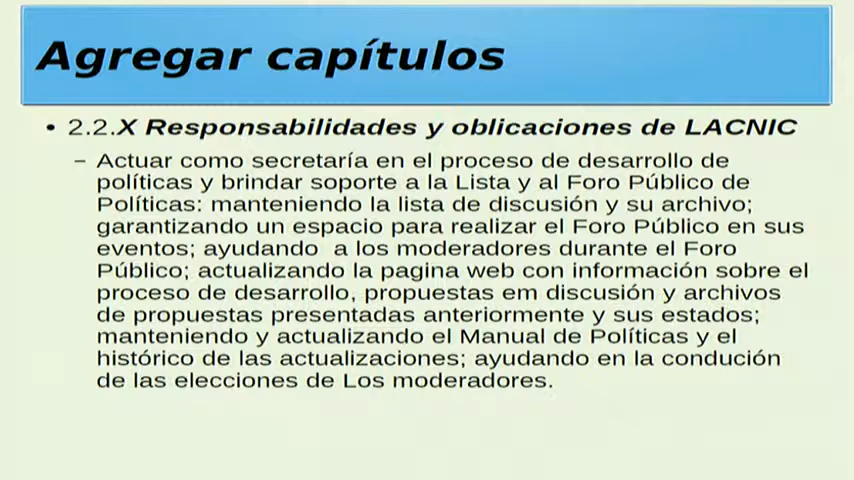 Agregar capítulos
• 2.2.X Responsabilidades y oblicaciones de LACNIC
– Actuar como secretaría en el proceso de desarrollo de
políticas y brindar soporte a la Lista y al Foro Público de
Políticas: manteniendo la lista de discusión y su archivo;
garantizando un espacio para realizar el Foro Público en sus
eventos; ayudando  a los moderadores durante el Foro
Público; actualizando la pagina web con información sobre el
proceso de desarrollo, propuestas em discusión y archivos
de propuestas presentadas anteriormente y sus estados;
manteniendo y actualizando el Manual de Políticas y el
histórico de las actualizaciones; ayudando en la condución
de las elecciones de Los moderadores.